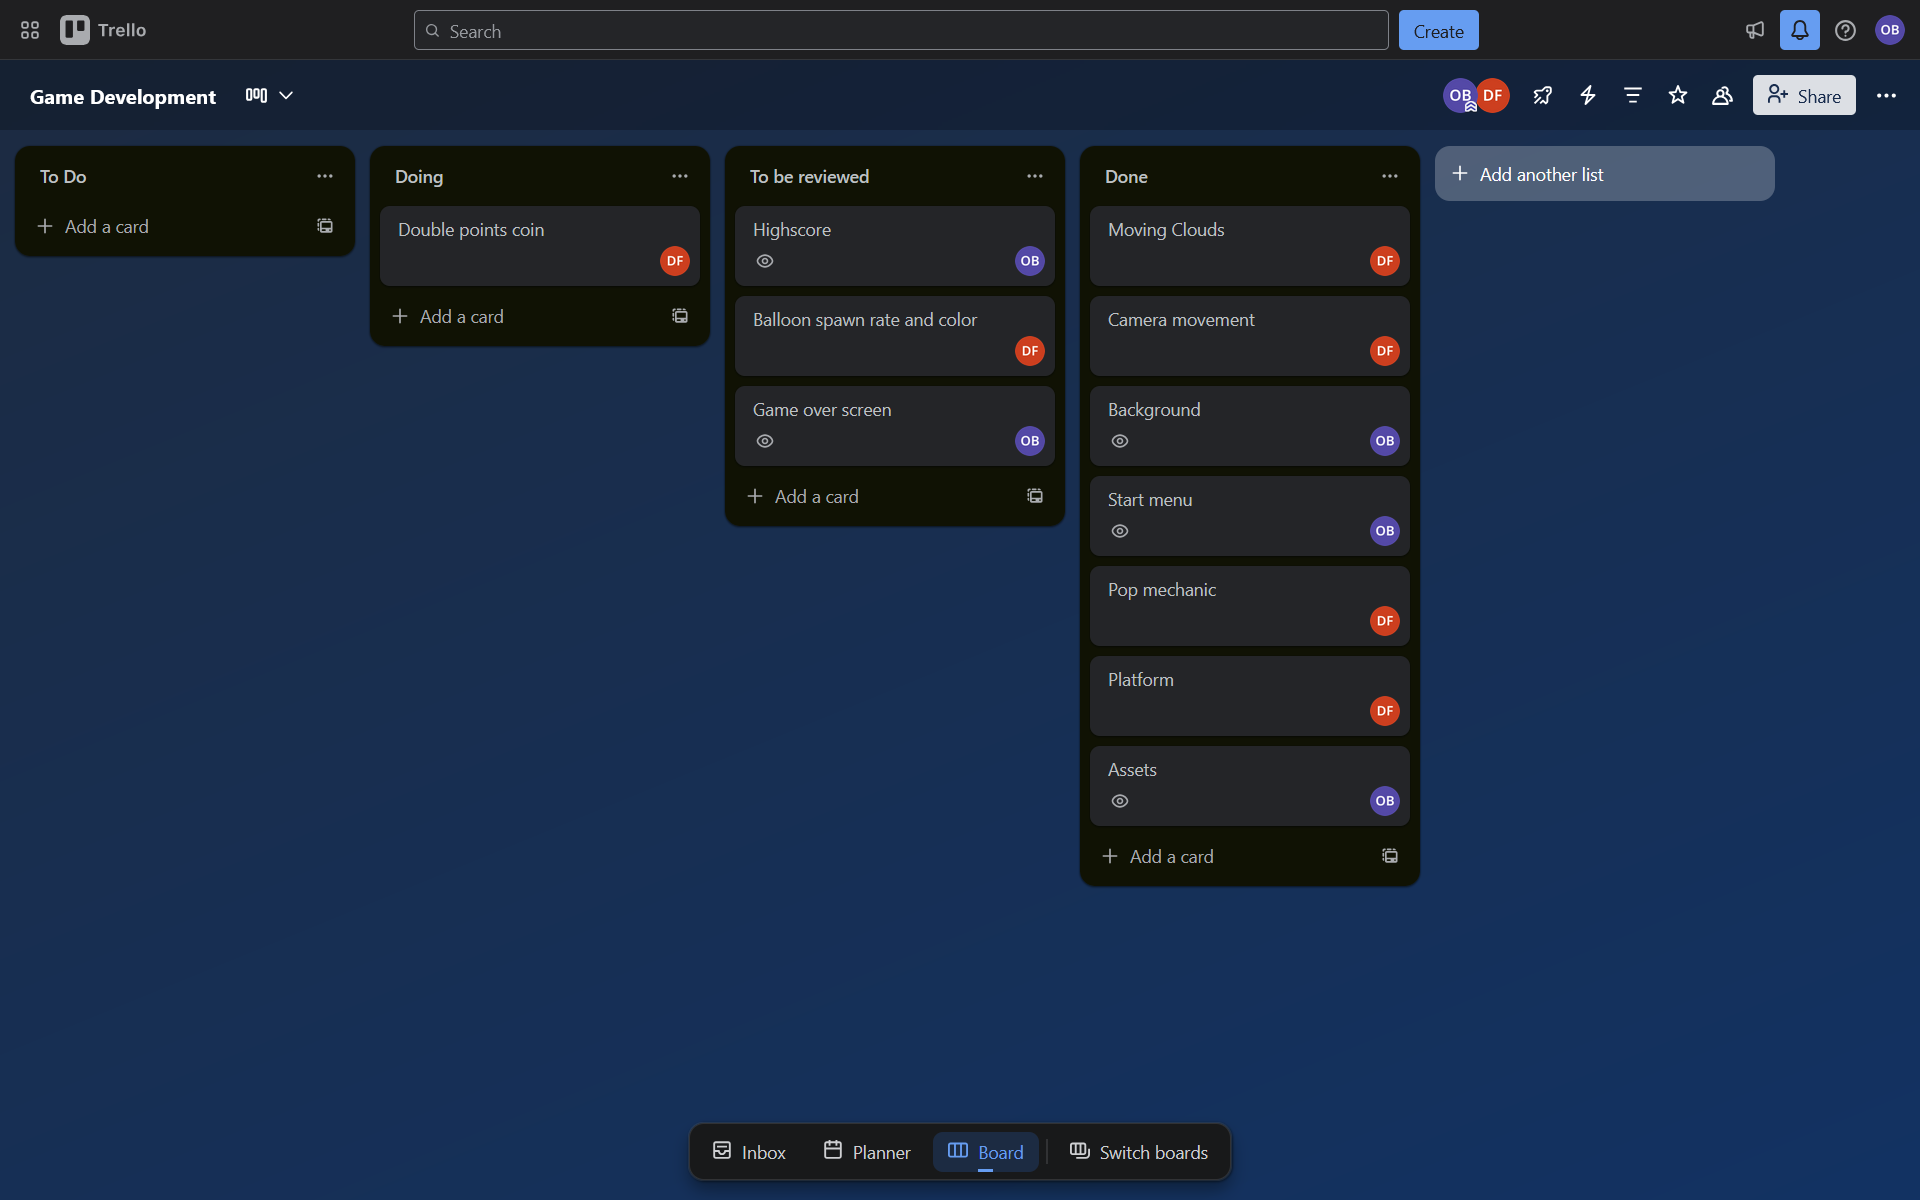 Trello
Search
Create
OB
Game Development
OB DF
Share
To Do
Add a card
Doing
Double points coin
DF
Add a card
To be reviewed
Highscore
OB
Balloon spawn rate and color
DF
Game over screen
OB
Add a card
Done
Moving Clouds
DF
Camera movement
DF
Background
OB
Start menu
OB
Pop mechanic
DF
Platform
DF
Assets
OB
Add a card
Add another list
Inbox
Planner
Board
Switch boards